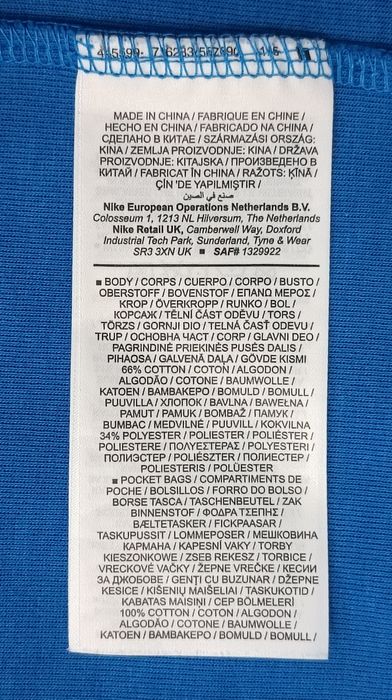 MADE IN CHINA / FABRIQUE EN CHINE /
HECHO EN CHINA / FABRICADO NA CHINA /
СДЕЛАНО В КИТАЕ / SZÁRMAZÁSI ORSZÁG:
KÍNA / ZEMLJA PROIZVODNJE: KINA / DRŽAVA
PROIZVODNJE: KITAJSKA / ПРОИЗВЕДЕНО В
КИТАЙ / FABRICAT ÎN CHINA / RAŽOTS: ĶĪNĀ /
ÇİN 'DE YAPILMIŞTIR /
صنع في الصين
Nike European Operations Netherlands B.V.
Colosseum 1, 1213 NL Hilversum, The Netherlands
Nike Retail UK, Camberwell Way, Doxford
Industrial Tech Park, Sunderland, Tyne & Wear
SR3 3XN UK ▪ SAF# 1329922
▪ BODY / CORPS / CUERPO / CORPO / BUSTO /
OBERSTOFF / BOVENSTOF / ΕΠΑΝΩ ΜΕΡΟΣ /
KROP / ÖVERKROPP / RUNKO / BOL /
КОРСАЖ / TĚLNÍ ČÁST ODĚVU / TORS /
TÖRZS / GORNJI DIO / TELNÁ ČASŤ ODEVU /
TRUP / ОСНОВНА ЧАСТ / CORP / GLAVNI DEO /
PAGRINDINĖ PRIEKINĖS PUSĖS DALIS /
PIHAOSA / GALVENĀ DAĻA / GÖVDE KISMI
66% COTTON / COTON / ALGODÓN /
ALGODÃO / COTONE / BAUMWOLLE /
KATOEN / ΒΑΜΒΑΚΕΡΟ / BOMULD / BOMULL /
PUUVILLA / ХЛОПОК / BAVLNA / BAWEŁNA /
PAMUT / PAMUK / BOMBAŽ / ПАМУК /
BUMBAC / MEDVILNĖ / PUUVILL / KOKVILNA
34% POLYESTER / POLIESTER / POLIÉSTER /
POLIESTERE / ΠΟΛΥΕΣΤΕΡΑΣ / POLYESTERI /
ПОЛИЭСТЕР / POLIÉSZTER / ПОЛИЕСТЕР /
POLIESTERIS / POLÜESTER
▪ POCKET BAGS / COMPARTIMENTS DE
POCHE / BOLSILLOS / FORRO DO BOLSO /
BORSE TASCA / TASCHENBEUTEL / ZAK
BINNENSTOF / ΦΟΔΡΑ ΤΣΕΠΗΣ /
BÆLTETASKER / FICKPAASAR /
TASKUPUSSIT / LOMMEPOSER / МЕШКОВИНА
КАРМАНА / KAPESNÍ VAKY / TORBY
KIESZONKOWE / ZSEB REKESZ / TORBICE /
VRECKOVÉ VAČKY / ŽEPNE VREČKE / КЕСИИ
ЗА ДЖОБОВЕ / GENȚI CU BUZUNAR / DŽEPNE
KESICE / KIŠENIŲ MAIŠELIAI / TASKUKOTID /
KABATAS MAISIŅI / CEP BÖLMELERİ
100% COTTON / COTON / ALGODÓN /
ALGODÃO / COTONE / BAUMWOLLE /
KATOEN / ΒΑΜΒΑΚΕΡΟ / BOMULD / BOMULL /